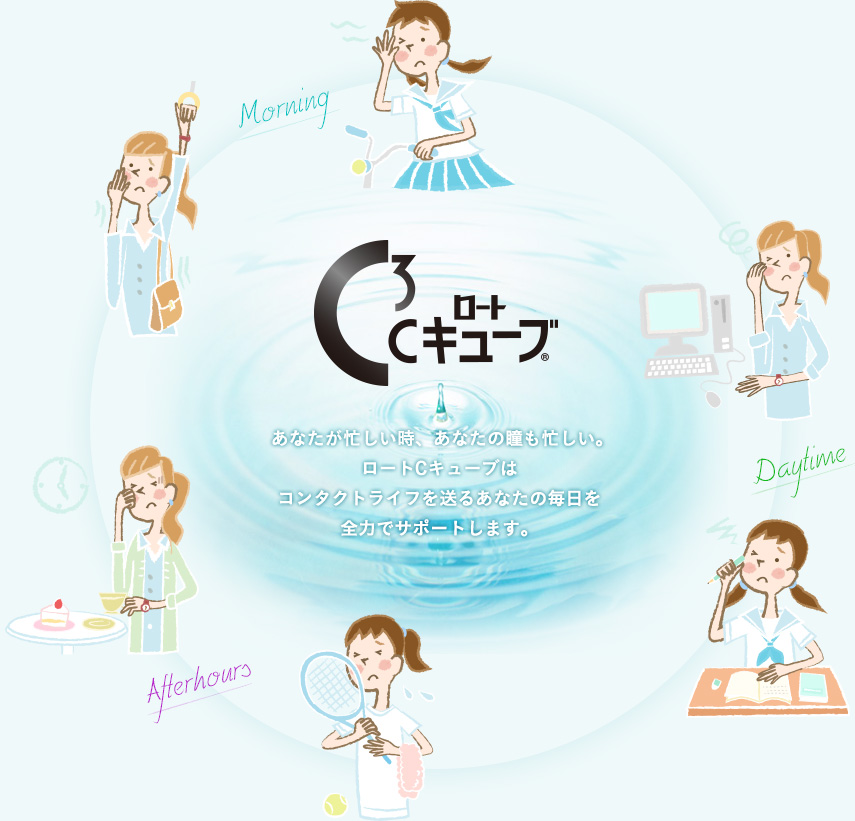 Morning
C3
ロート
Cキューブ®
あなたが忙しい時、あなたの瞳も忙しい。
ロートCキューブは
コンタクトライフを送るあなたの毎日を
全力でサポートします。
Daytime
Afterhours